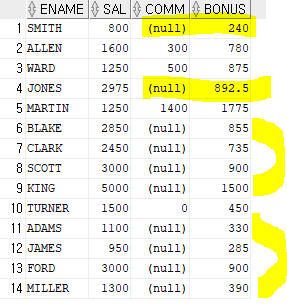 ENAME SAL COMM BONUS
1 SMITH 800 (null) 240
2 ALLEN 1600 300 780
3 WARD 1250 500 875
4 JONES 2975 (null) 892.5
5 MARTIN 1250 1400 1775
6 BLAKE 2850 (null) 855
7 CLARK 2450 (null) 735
8 SCOTT 3000 (null) 900
9 KING 5000 (null) 1500
10 TURNER 1500 0 450
11 ADAMS 1100 (null) 330
12 JAMES 950 (null) 285
13 FORD 3000 (null) 900
14 MILLER 1300 (null) 390